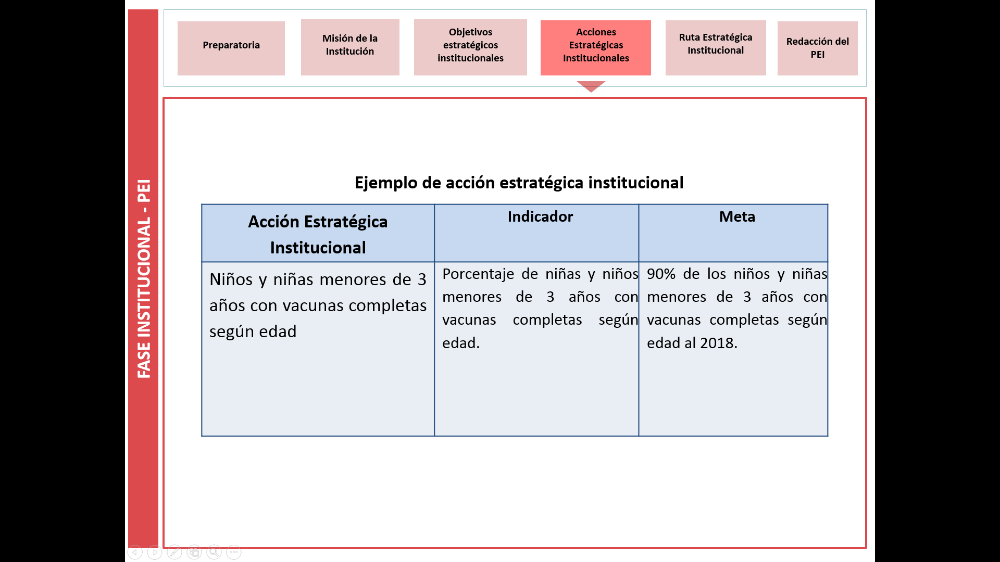 FASE INSTITUCIONAL - PEI
Preparatoria
Misión de la
Institución
Objetivos
estratégicos
institucionales
Acciones
Estratégicas
Institucionales
Ruta Estratégica
Institucional
Redacción del
PEI
Ejemplo de acción estratégica institucional
Acción Estratégica
Institucional
Indicador
Meta
Niños y niñas menores de 3
años con vacunas completas
según edad
Porcentaje de niñas y niños
menores de 3 años con
vacunas completas según
edad.
90% de los niños y niñas
menores de 3 años con
vacunas completas según
edad al 2018.